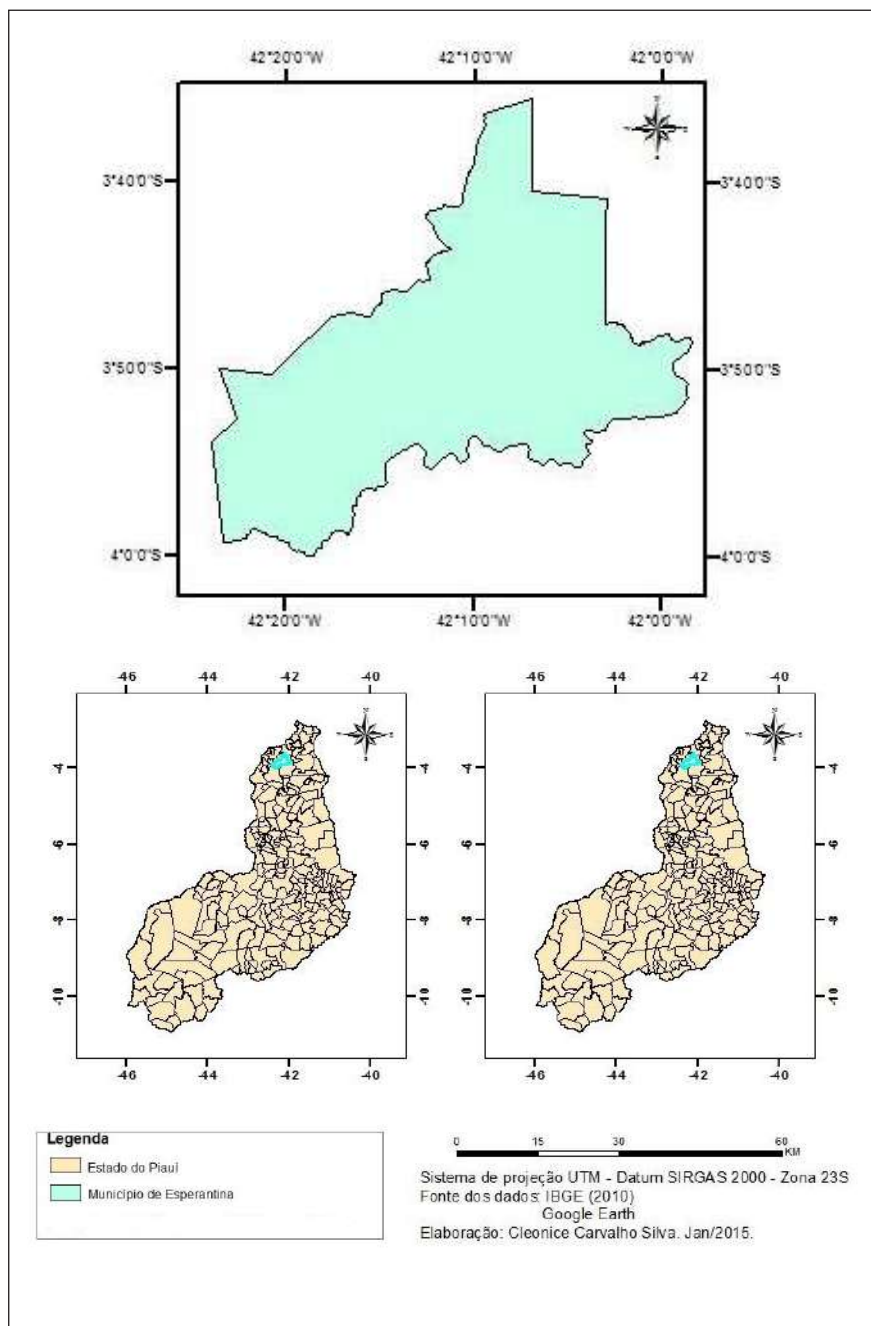 42°20'0"W 42°10'0"W 42°0'0"W
3°40'0"S 3°40'0"S
3°50'0"S 3°50'0"S
4°0'0"S 4°0'0"S
42°20'0"W 42°10'0"W 42°0'0"W
-46 -44 -42 -40 -46 -44 -42 -40
-4 -4 -4 -4
-6 -6 -6 -6
-8 -8 -8 -8
-10 -10 -10 -10
-46 -44 -42 -40 -46 -44 -42 -40
Legenda
Estado do Piauí
Município de Esperantina
0 15 30 60
KM
Sistema de projeção UTM - Datum SIRGAS 2000 - Zona 23S
Fonte dos dados: IBGE (2010)
Google Earth
Elaboração: Cleonice Carvalho Silva. Jan/2015.